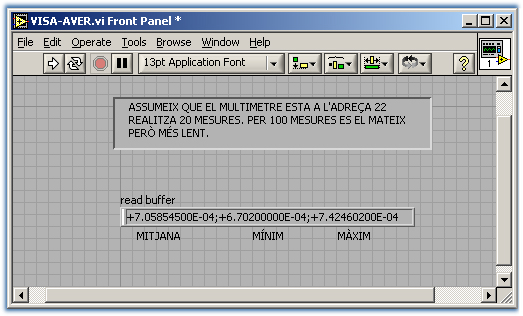 VISA-AVER.vi Front Panel *
File Edit Operate Tools Browse Window Help
13pt Application Font
?
1
ASSUMEIX QUE EL MULTIMETRE ESTA A L'ADREÇA 22
REALITZA 20 MESURES. PER 100 MESURES ES EL MATEIX
PERÒ MÉS LENT.
read buffer
+7.05854500E-04;+6.70200000E-04;+7.42460200E-04
MITJANA MÍNIM MÀXIM